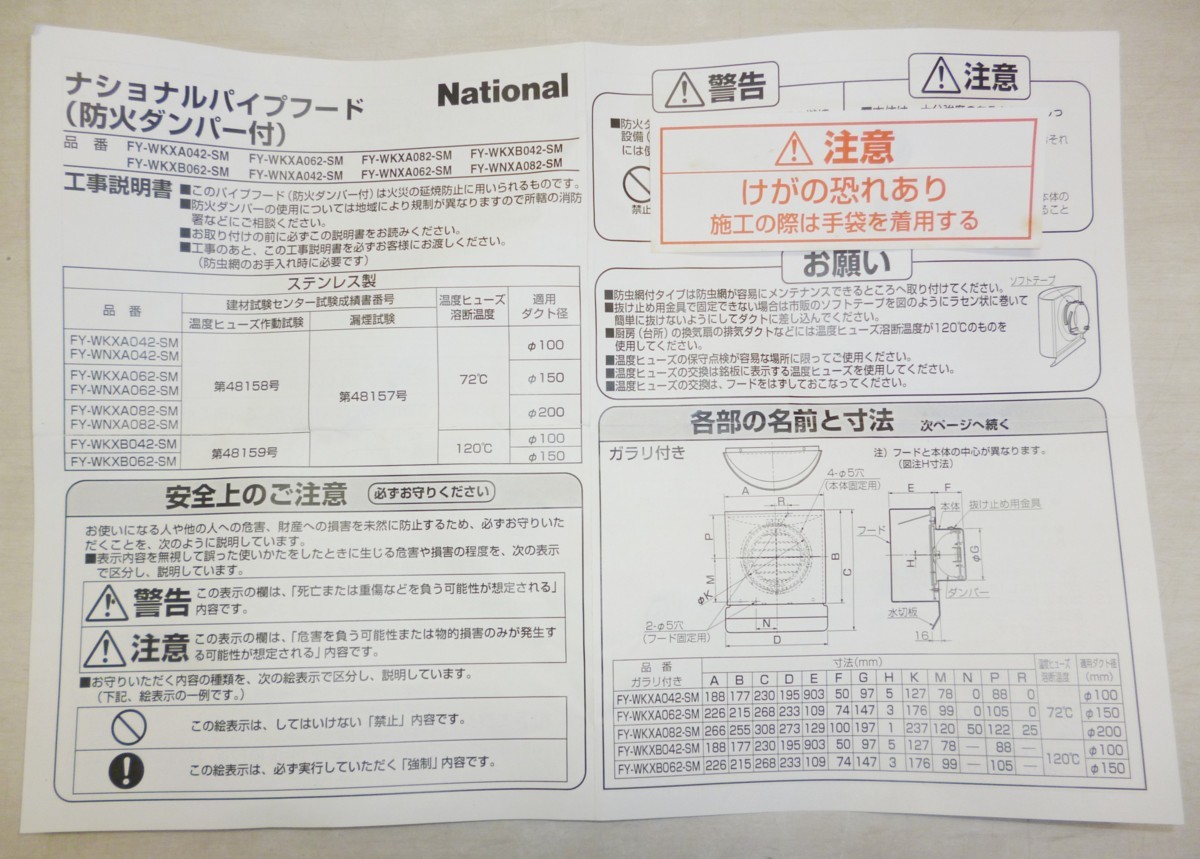 ナショナルパイプフード
(防火ダンパー付)
National
品番 FY-WKXA042-SM FY-WKXA062-SM FY-WKXA082-SM FY-WKXB042-SM
FY-WKXB062-SM FY-WNXA042-SM FY-WNXA062-SM FY-WNXA082-SM
工事説明書
■このパイプフード(防火ダンパー付)は火災の延焼防止に用いられるものです。
■防火ダンパーの使用については地域により規制が異なりますので所轄の消防
署などにご相談ください。
■お取り付けの前に必ずこの説明書をお読みください。
■工事のあと、この工事説明書を必ずお客様にお渡しください。
(防虫網のお手入れ時に必要です)
ステンレス製
品番 建材試験センター試験成績書番号 温度ヒューズ溶断温度 適用ダクト径
温度ヒューズ作動試験 漏煙試験
FY-WKXA042-SM
FY-WNXA042-SM
φ100
FY-WKXA062-SM
FY-WNXA062-SM
第48158号 第48157号 72℃ φ150
FY-WKXA082-SM
FY-WNXA082-SM
φ200
FY-WKXB042-SM 第48159号 120℃ φ100
FY-WKXB062-SM φ150
安全上のご注意 必ずお守りください
お使いになる人や他の人への危害、財産への損害を未然に防止するため、必ずお守りいた
だくことを、次のように説明しています。
■表示内容を無視して誤った使いかたをしたときに生じる危害や損害の程度を、次の表示
で区分し、説明しています。
警告 この表示の欄は、「死亡または重傷などを負う可能性が想定される」
内容です。
注意 この表示の欄は、「危害を負う可能性または物的損害のみが発生す
る可能性が想定される」内容です。
■お守りいただく内容の種類を、次の絵表示で区分し、説明しています。
(下記、絵表示の一例です。)
この絵表示は、してはいけない「禁止」内容です。
この絵表示は、必ず実行していただく「強制」内容です。
警告
注意
■防火ダ
設備(
には使
禁止
それ
本体の
ること
注意
けがの恐れあり
施工の際は手袋を着用する
お願い
■防虫網付タイプは防虫網が容易にメンテナンスできるところへ取り付けてください。
■抜け止め用金具で固定できない場合は市販のソフトテープを図のようにラセン状に巻いて
簡単に抜けないようにしてダクトに差し込んでください。
■厨房(台所)の換気扇の排気ダクトなどには温度ヒューズ溶断温度が120℃のものを
使用してください。
■温度ヒューズの保守点検が容易な場所に限ってご使用ください。
■温度ヒューズの交換は銘板に表示する温度ヒューズを使用してください。
■温度ヒューズの交換は、フードをはずしておこなってください。
ソフトテープ
各部の名前と寸法 次ページへ続く
ガラリ付き
注)フードと本体の中心が異なります。
(図注H寸法)
4-φ5穴
(本体固定用)
A
R
P
M
B
C
φK
N
D
2-φ5穴
(フード固定用)
E F
本体 抜け止め用金具
フード
H
φG
ダンパー
水切板
16
品番 寸法(mm) 温度ヒューズ溶断温度 適用ダクト径(mm)
ガラリ付き A B C D E F G H K M N P R
FY-WKXA042-SM 188 177 230 195 903 50 97 5 127 78 0 88 0 72℃ φ100
FY-WKXA062-SM 226 215 268 233 109 74 147 3 176 99 0 105 0 φ150
FY-WKXA082-SM 266 255 308 273 129 100 197 1 237 120 50 122 25 φ200
FY-WKXB042-SM 188 177 230 195 903 50 97 5 127 78 — 88 — 120℃ φ100
FY-WKXB062-SM 226 215 268 233 109 74 147 3 176 99 — 105 — φ150